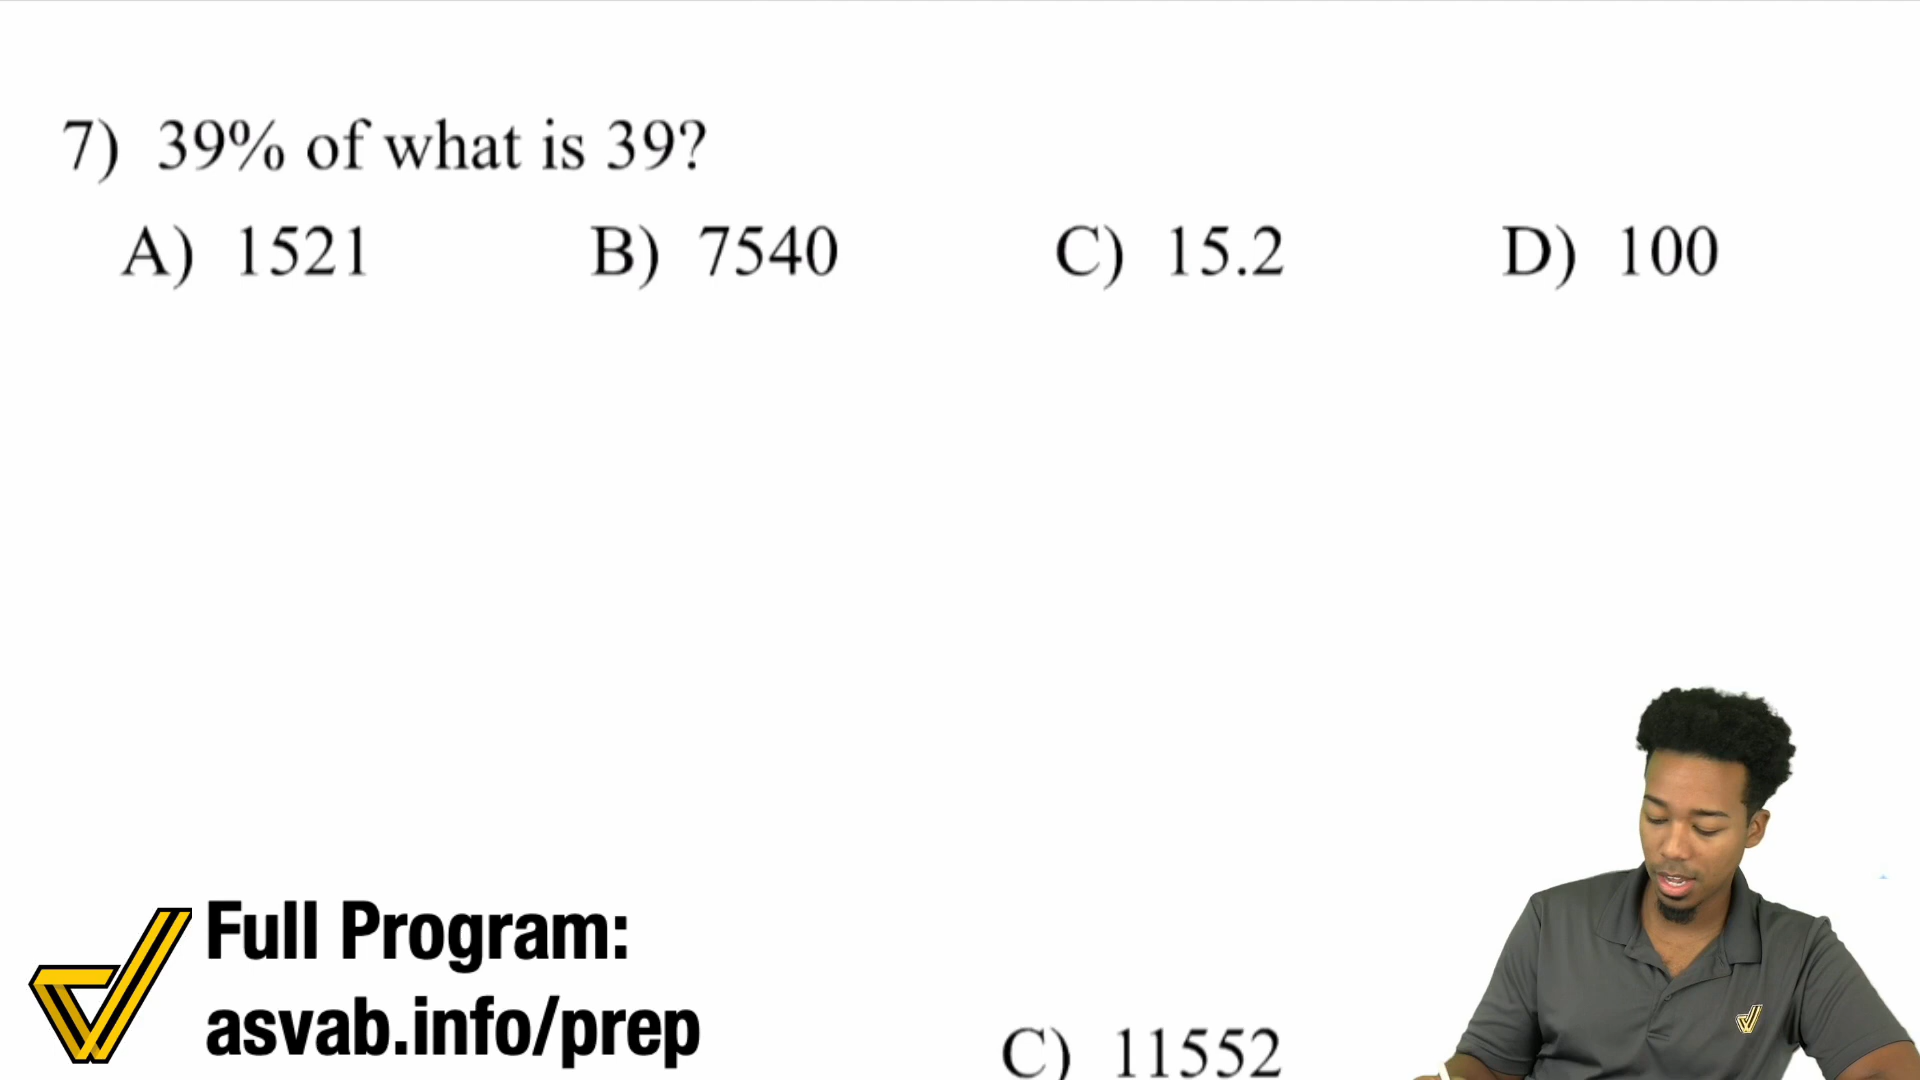 7) 39% of what is 39?
A) 1521 B) 7540 C) 15.2 D) 100
Full Program:
asvab.info/prep
C) 11552